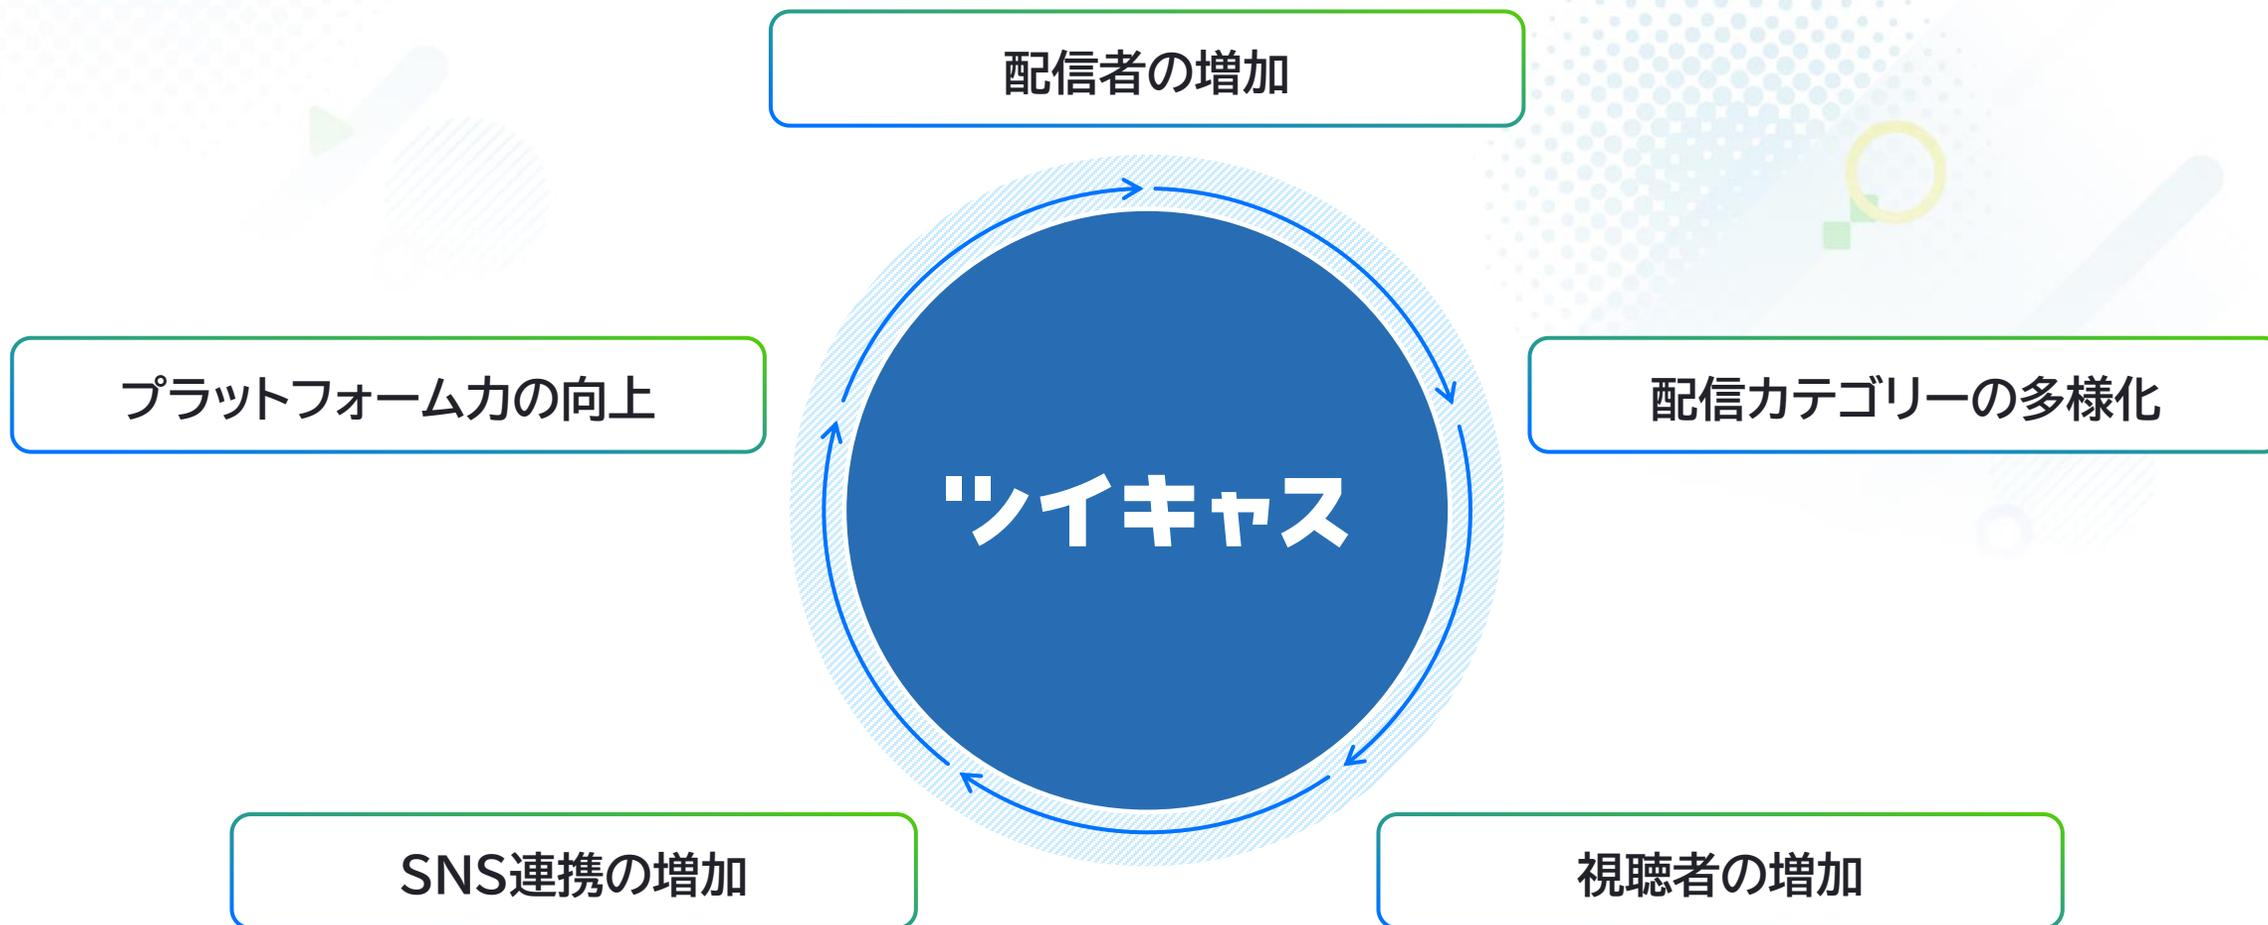 配信者の増加
プラットフォーム力の向上
配信カテゴリーの多様化
ツイキャス
SNS連携の増加
視聴者の増加